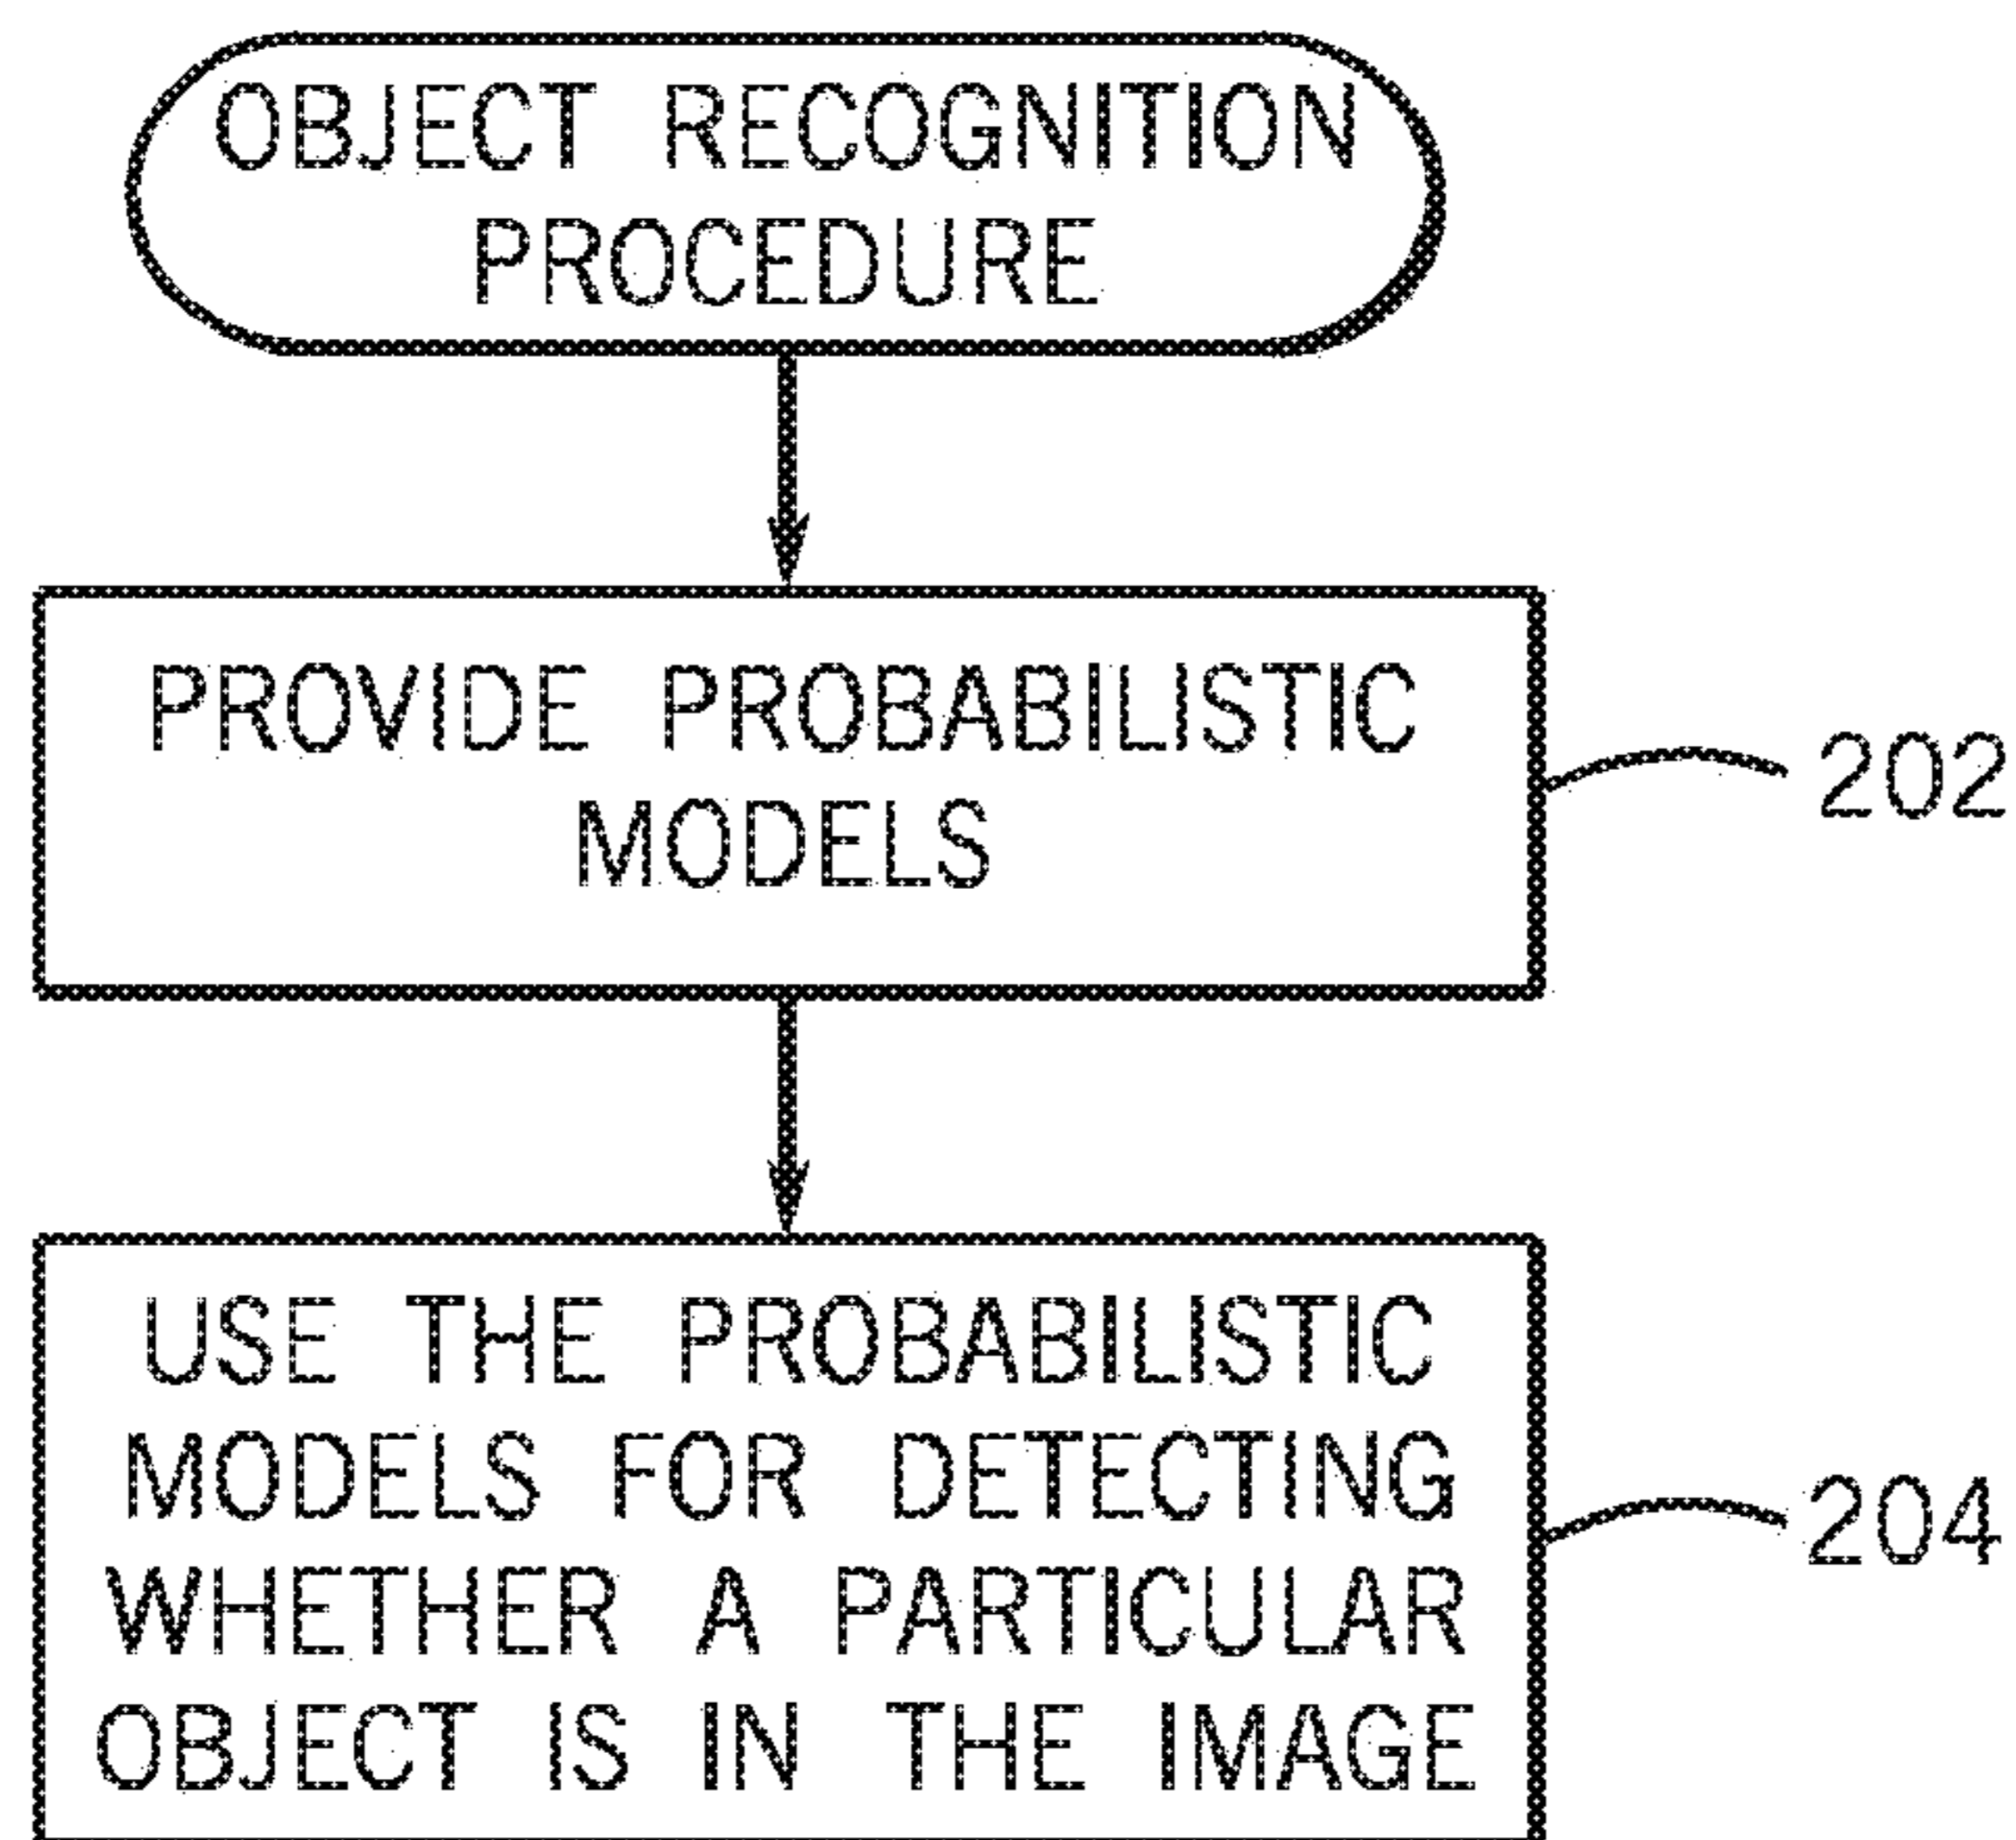 OBJECT RECOGNITION
PROCEDURE
PROVIDE PROBABILISTIC
MODELS
202
USE THE PROBABILISTIC
MODELS FOR DETECTING
WHETHER A PARTICULAR
OBJECT IS IN THE IMAGE
204